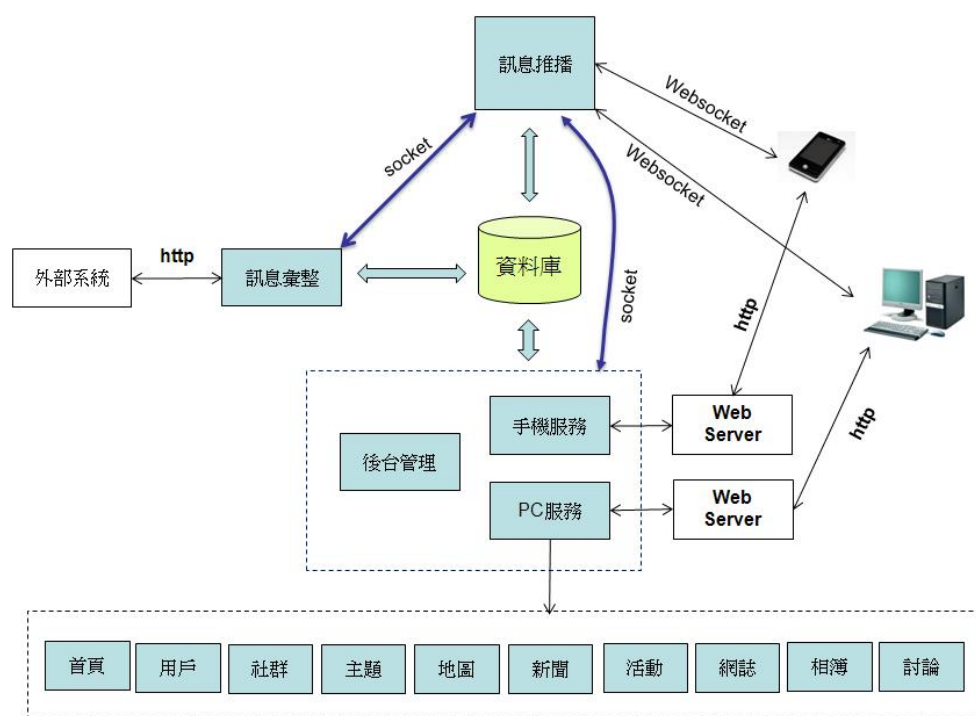 訊息推播
Websocket
socket
Websocket
外部系統
http
訊息彙整
資料庫
socket
http
手機服務
Web
Server
後台管理
http
PC服務
Web
Server
首頁
用戶
社群
主題
地圖
新聞
活動
網誌
相簿
討論